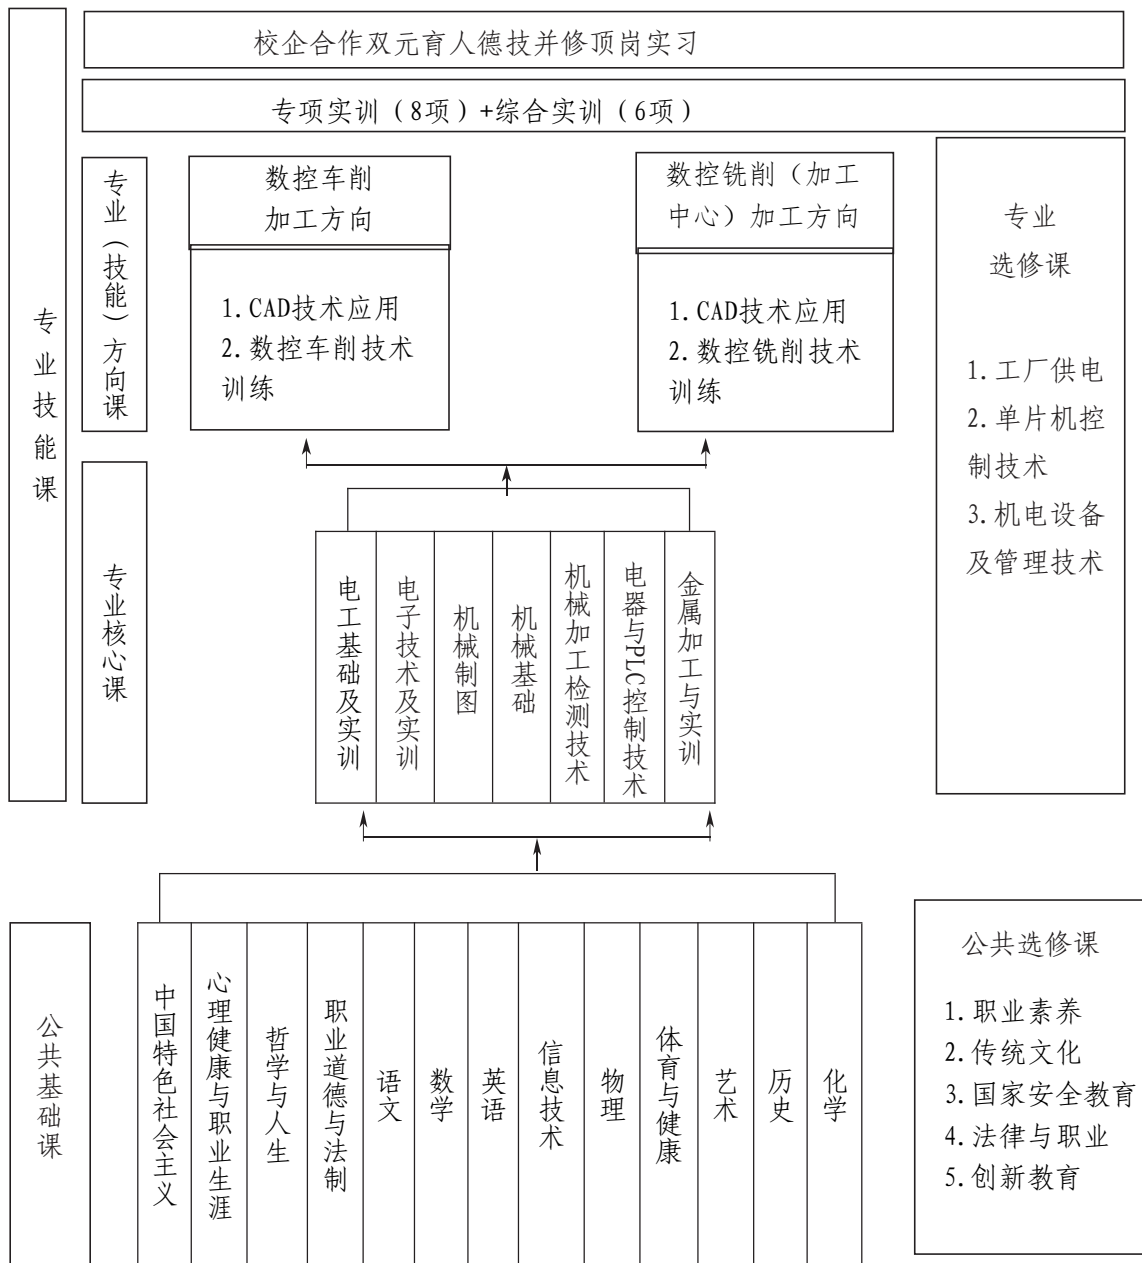 校企合作双元育人德技并修顶岗实习
专项实训（8项）+综合实训（6项）
专业技能课
专业（技能）方向课
数控车削
加工方向
1.CAD技术应用
2.数控车削技术
训练
数控铣削（加工
中心）加工方向
1.CAD技术应用
2.数控铣削技术
训练
专业
选修课
1.工厂供电
2.单片机控
制技术
3.机电设备
及管理技术
专业核心课
电工基础及实训
电子技术及实训
机械制图
机械基础
机械加工检测技术
电器与PLC控制技术
金属加工与实训
公共基础课
中国特色社会主义
心理健康与职业生涯
哲学与人生
职业道德与法制
语文
数学
英语
信息技术
物理
体育与健康
艺术
历史
化学
公共选修课
1.职业素养
2.传统文化
3.国家安全教育
4.法律与职业
5.创新教育